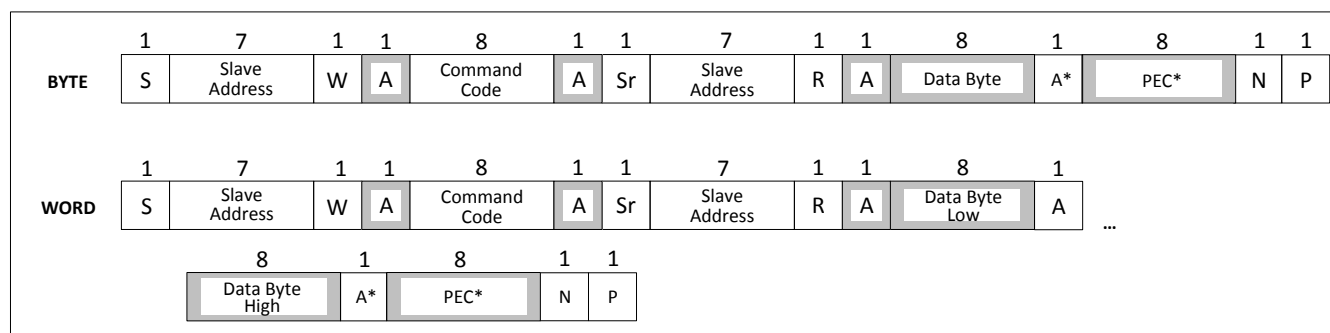 1 7 1 1 8 1 1 7 1 1 8 1 8 1 1
BYTE S Slave Address W A Command Code A Sr Slave Address R A Data Byte A* PEC* N P
1 7 1 1 8 1 1 7 1 1 8 1
WORD S Slave Address W A Command Code A Sr Slave Address R A Data Byte Low A ...
8 1 8 1 1
Data Byte High A* PEC* N P